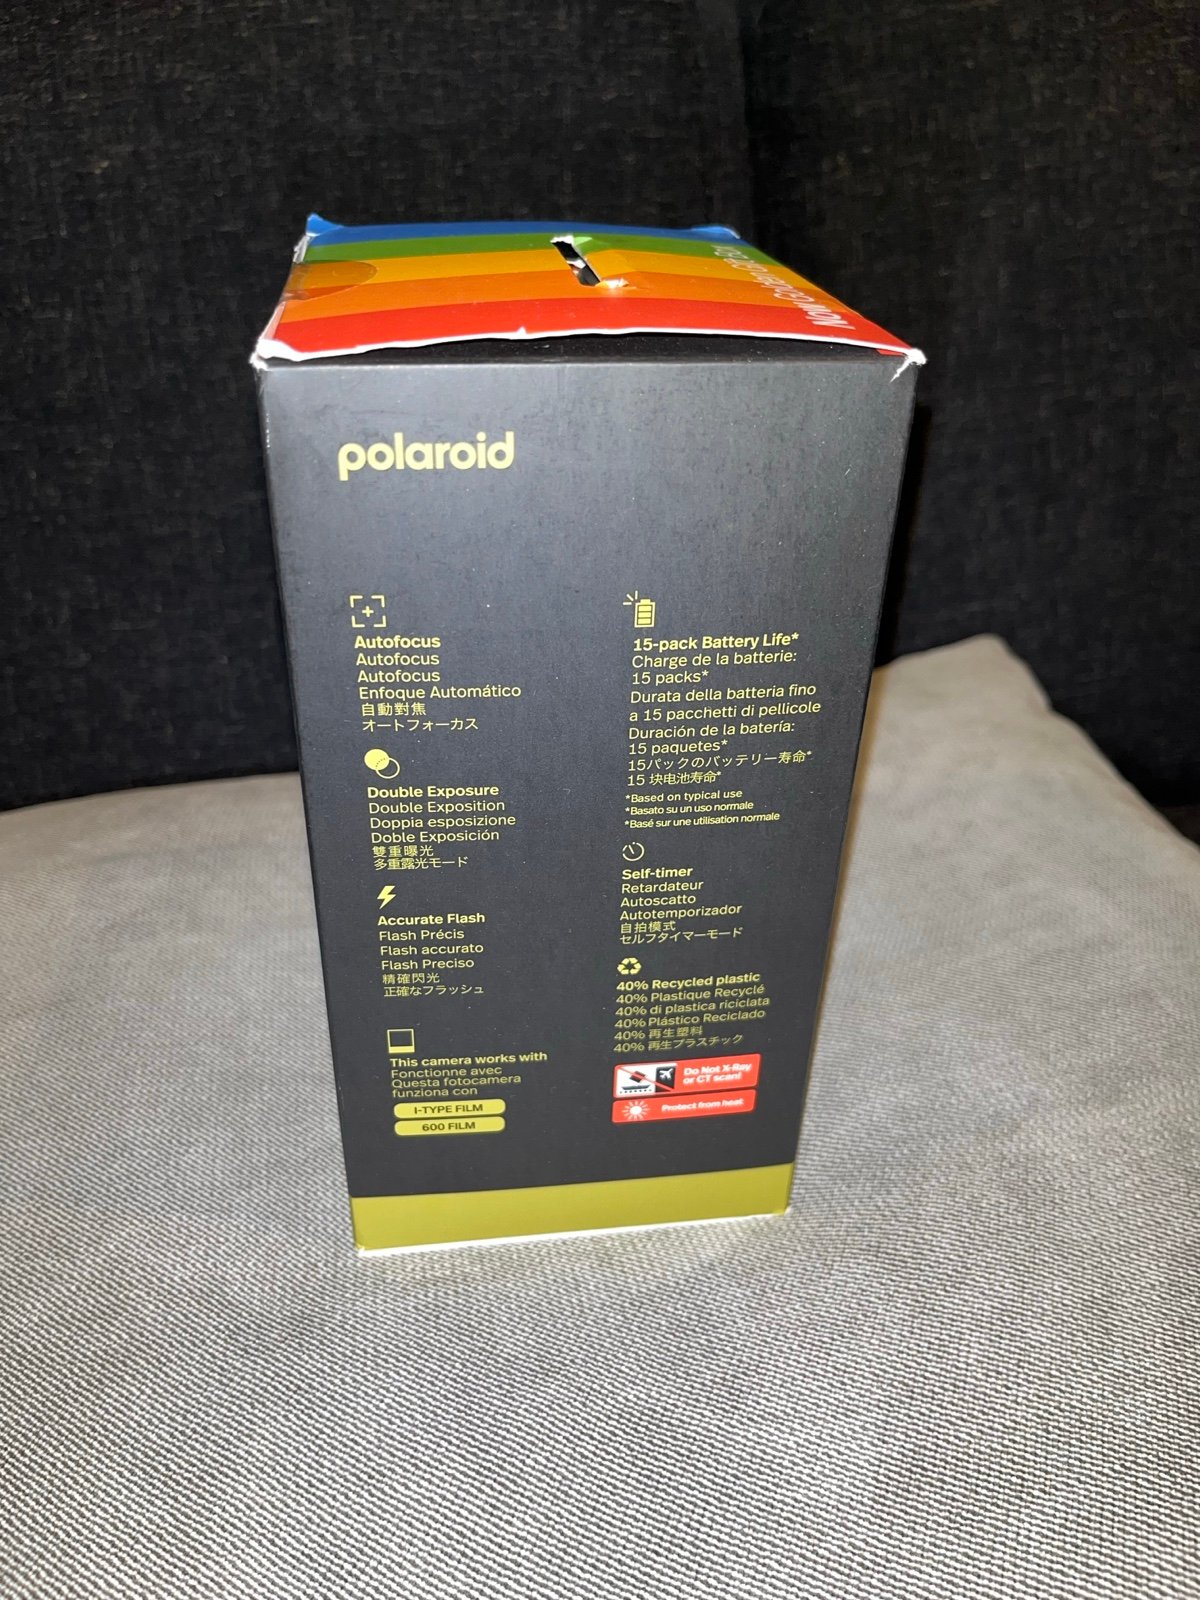 Now Gen
polaroid
Autofocus
Autofocus
Autofocus
Enfoque Automático
自動對焦
オートフォーカス
Double Exposure
Double Exposition
Doppia esposizione
Doble Exposición
雙重曝光
多重露光モード
Accurate Flash
Flash Précis
Flash accurato
Flash Preciso
精確閃光
正確なフラッシュ
This camera works with
Fonctionne avec
Questa fotocamera
funziona con
I-TYPE FILM
600 FILM
15-pack Battery Life*
Charge de la batterie:
15 packs*
Durata della batteria fino
a 15 pacchetti di pellicole
Duración de la batería:
15 paquetes*
15パックのバッテリー寿命*
15 块电池寿命*
*Based on typical use
*Basato su un uso normale
*Basé sur une utilisation normale
Self-timer
Retardateur
Autoscatto
Autotemporizador
自拍模式
セルフタイマーモード
40% Recycled plastic
40% Plastique Recyclé
40% di plastica riciclata
40% Plástico Reciclado
40% 再生塑料
40% 再生プラスチック
Do Not X-Ray
or CT scan!
Protect from heat